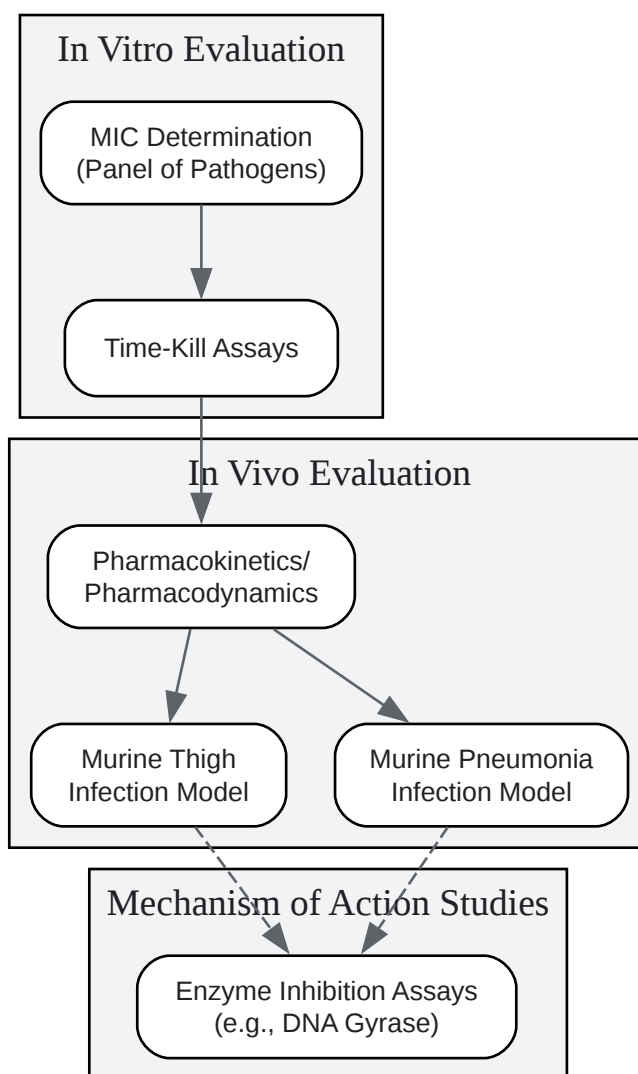 In Vitro Evaluation
MIC Determination
(Panel of Pathogens)
Time-Kill Assays
In Vivo Evaluation
Pharmacokinetics/
Pharmacodynamics
Murine Thigh
Infection Model
Murine Pneumonia
Infection Model
Mechanism of Action Studies
Enzyme Inhibition Assays
(e.g., DNA Gyrase)